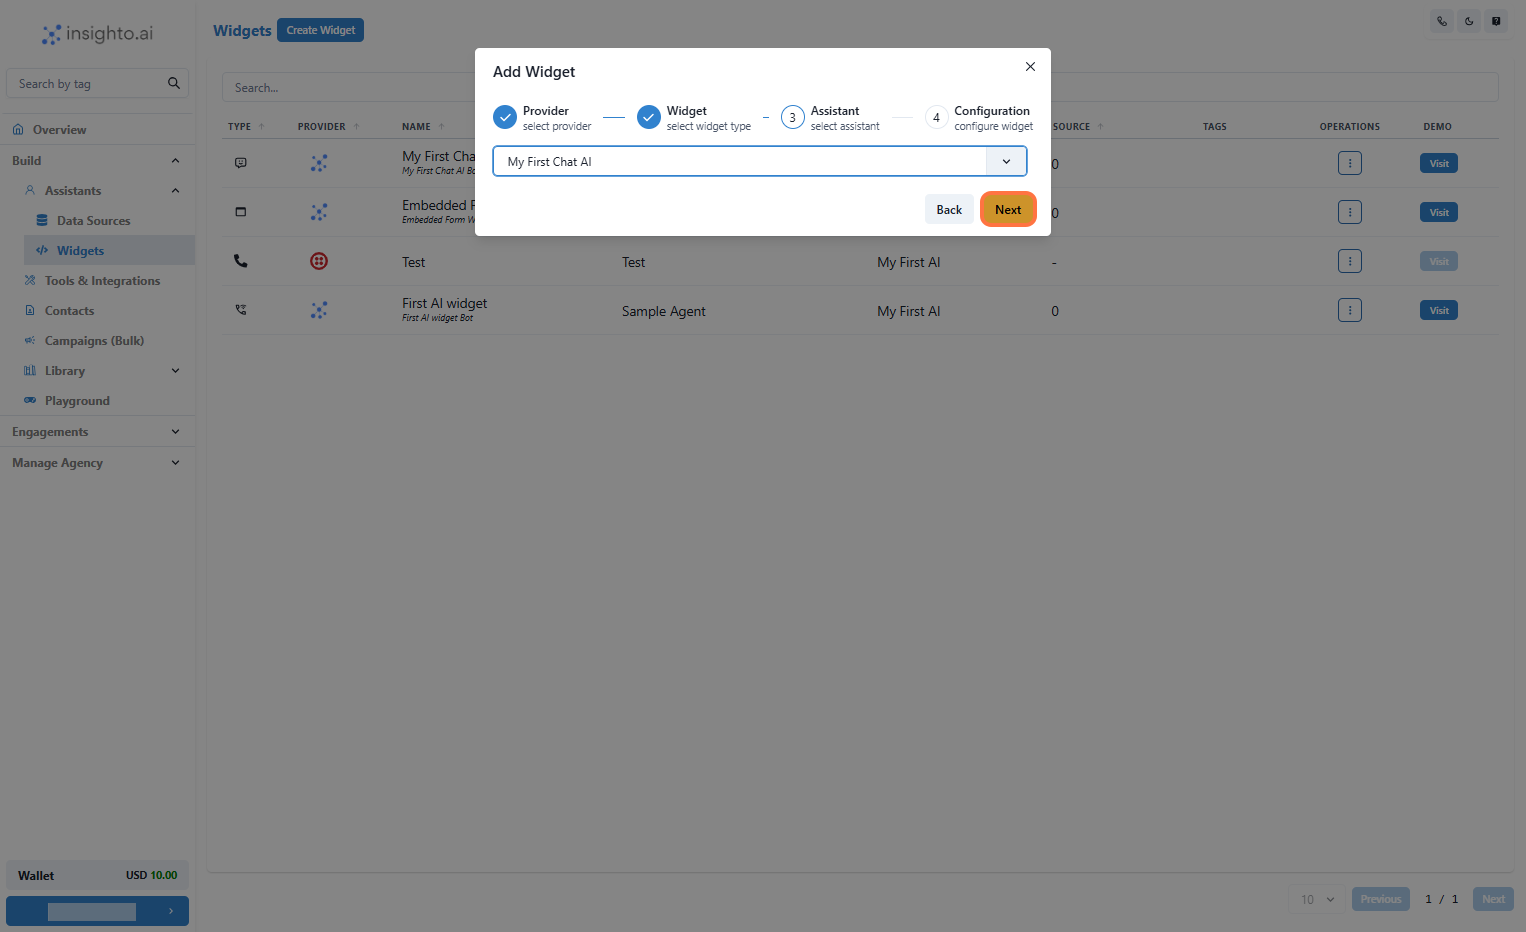 insighto.ai
Search by tag
Overview
Build
Assistants
Data Sources
Widgets
Tools & Integrations
Contacts
Campaigns (Bulk)
Library
Playground
Engagements
Manage Agency
Wallet USD 10.00
Widgets Create Widget
Search...
TYPE PROVIDER NAME SOURCE TAGS OPERATIONS DEMO
My First Cha 0 Visit
My First Chat AI Bo
Embedded F 0 Visit
Embedded Form W
Test Test My First AI - Visit
First AI widget Sample Agent My First AI 0 Visit
First AI widget Bot
Add Widget
Provider
select provider
Widget
select widget type
3 Assistant
select assistant
4 Configuration
configure widget
My First Chat AI
Back Next
10 Previous 1 / 1 Next